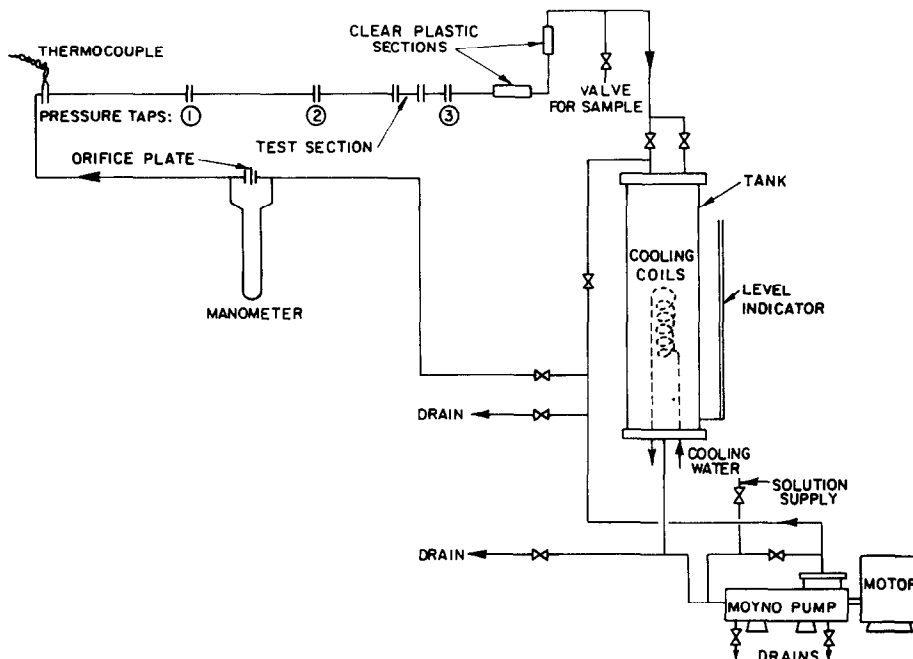 THERMOCOUPLE
CLEAR PLASTIC
SECTIONS
PRESSURE TAPS: 1 2 3
VALVE
FOR SAMPLE
TEST SECTION
ORIFICE PLATE
TANK
COOLING
COILS
LEVEL
INDICATOR
MANOMETER
DRAIN
COOLING
WATER
SOLUTION
SUPPLY
DRAIN
MOTOR
MOYNO PUMP
DRAINS